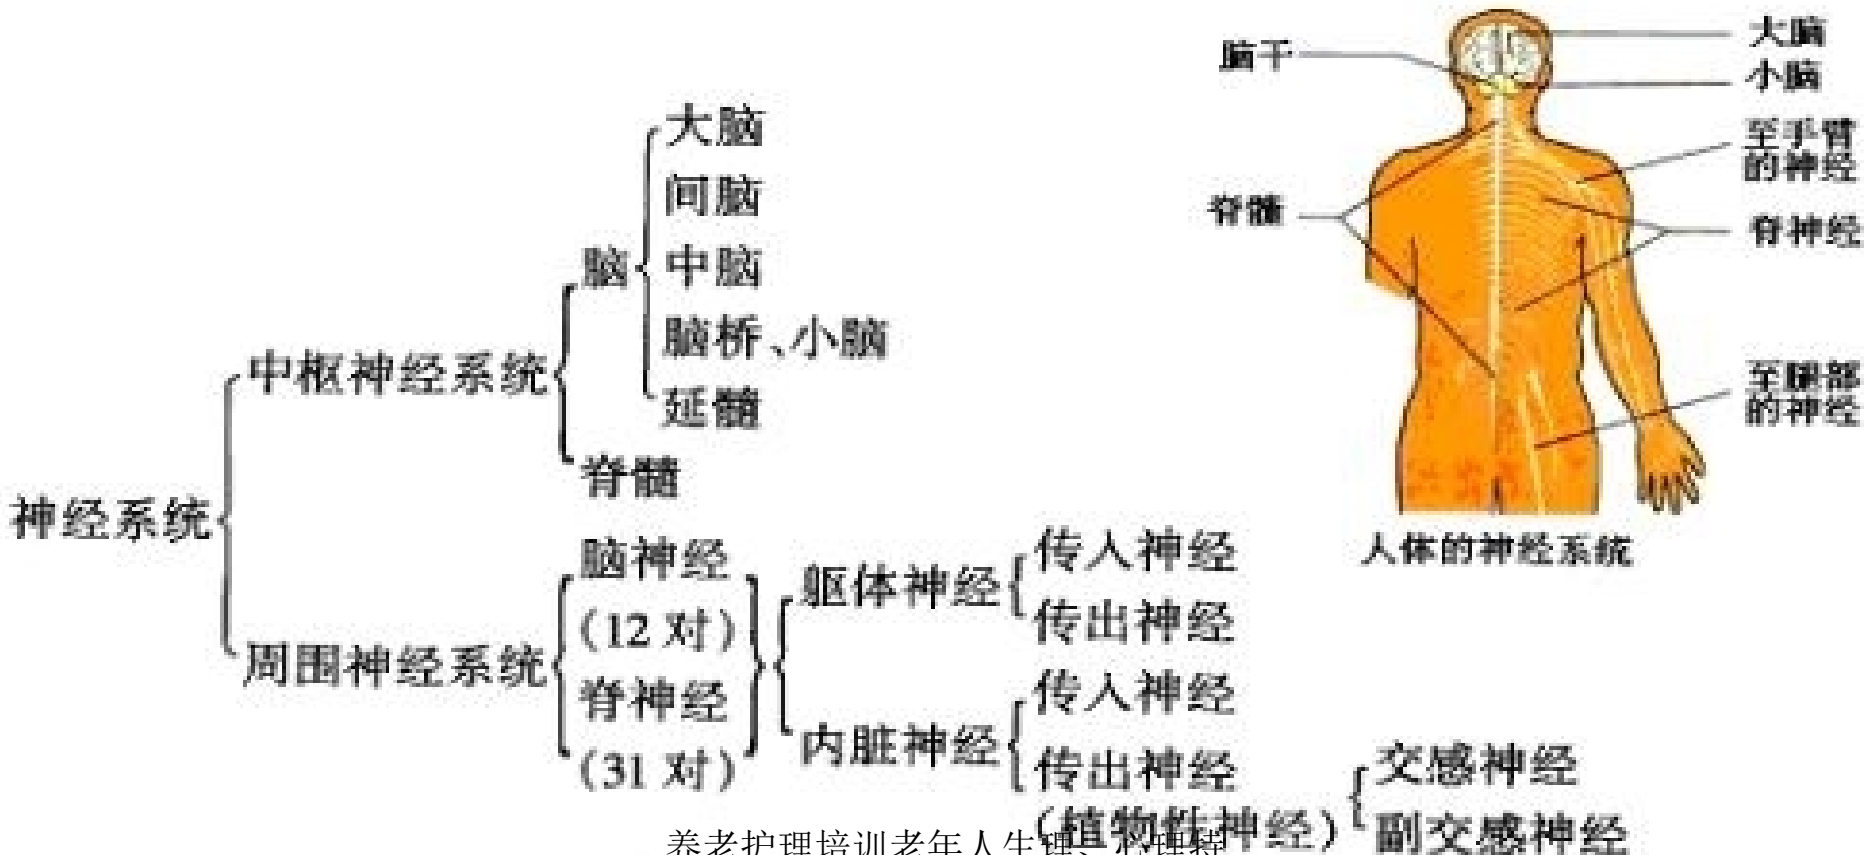 大脑
间脑
中脑
脑桥、小脑
延髓
脑
脊髓
中枢神经系统
神经系统
周围神经系统
脑神经
(12对)
脊神经
(31对)
躯体神经
传入神经
传出神经
内脏神经
传入神经
传出神经
(植物性神经)
交感神经
副交感神经
脑干
脊髓
大脑
小脑
至手臂
的神经
脊神经
至腿部
的神经
人体的神经系统
养老护理培训老年人生理、心理特